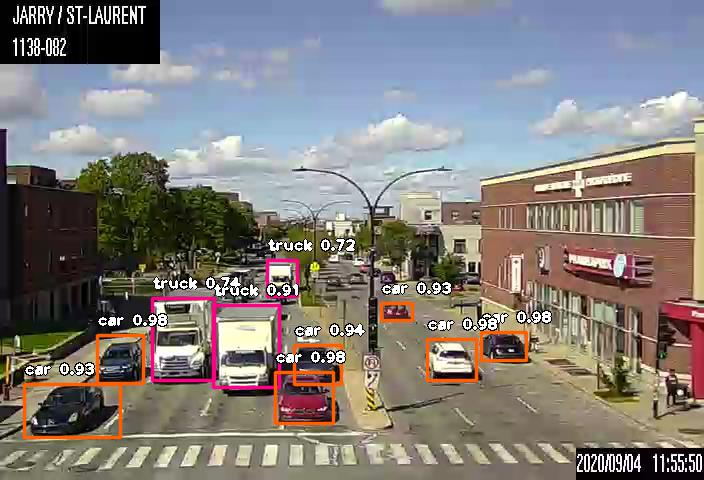 JARRY / ST-LAURENT
1138-082
truck 0.72
truck 0.74
truck 0.91
car 0.93
car 0.98
car 0.94
car 0.98
car 0.98
car 0.98
car 0.93
PHARMAPRIX
2020/09/04 11:55:50